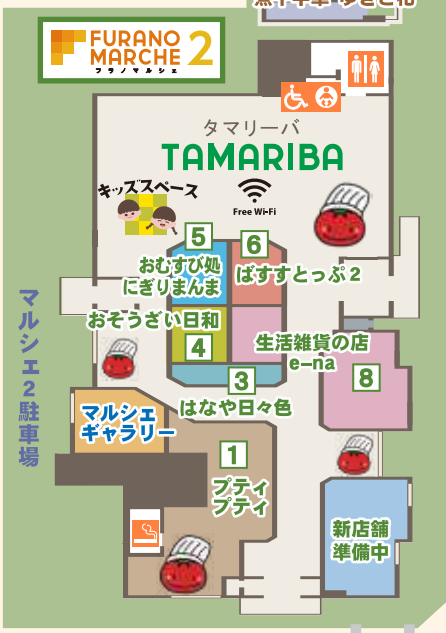 FURANO
MARCHE 2
フラノマルシェ
タマリーバ
TAMARIBA
キッズスペース
Free Wi-Fi
5
おむすび処
にぎりまんま
6
ばすすとっぷ2
おそうざい日和
4
生活雑貨の店
e-na
8
3
はなや日々色
マルシェ
ギャラリー
1
プティ
プティ
新店舗
準備中
マルシェ2駐車場